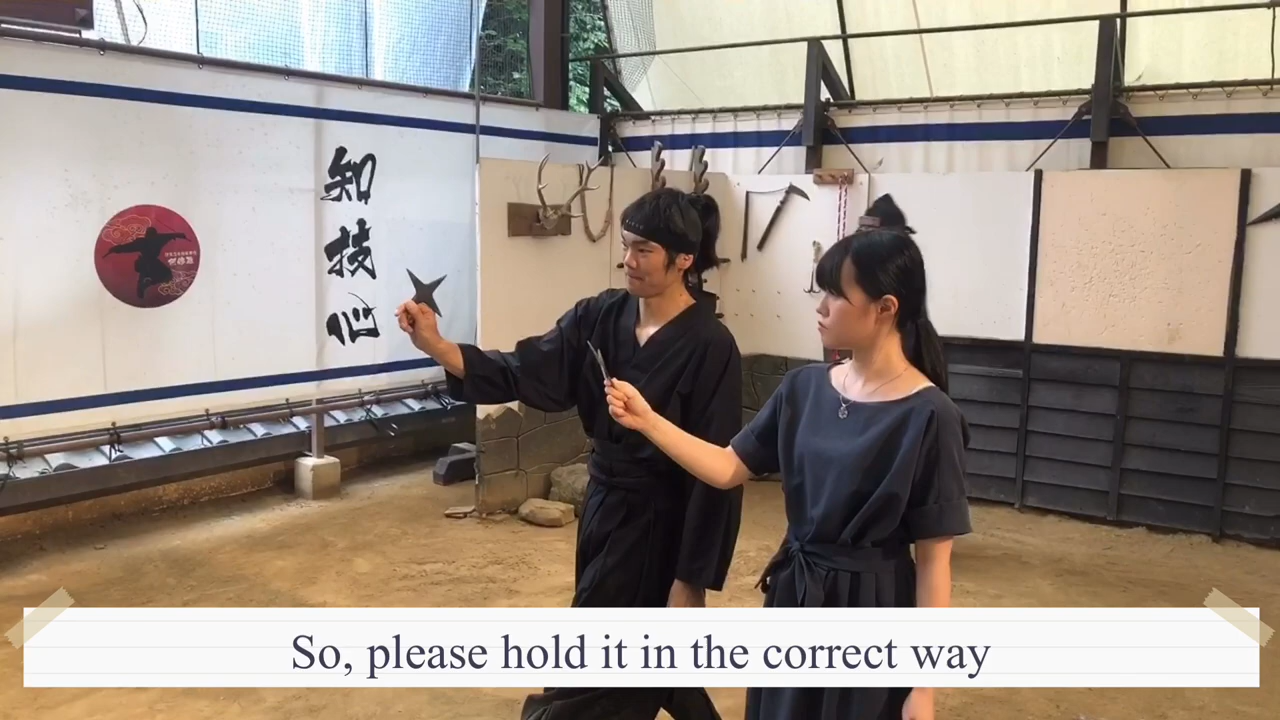 知
技
心
So, please hold it in the correct way